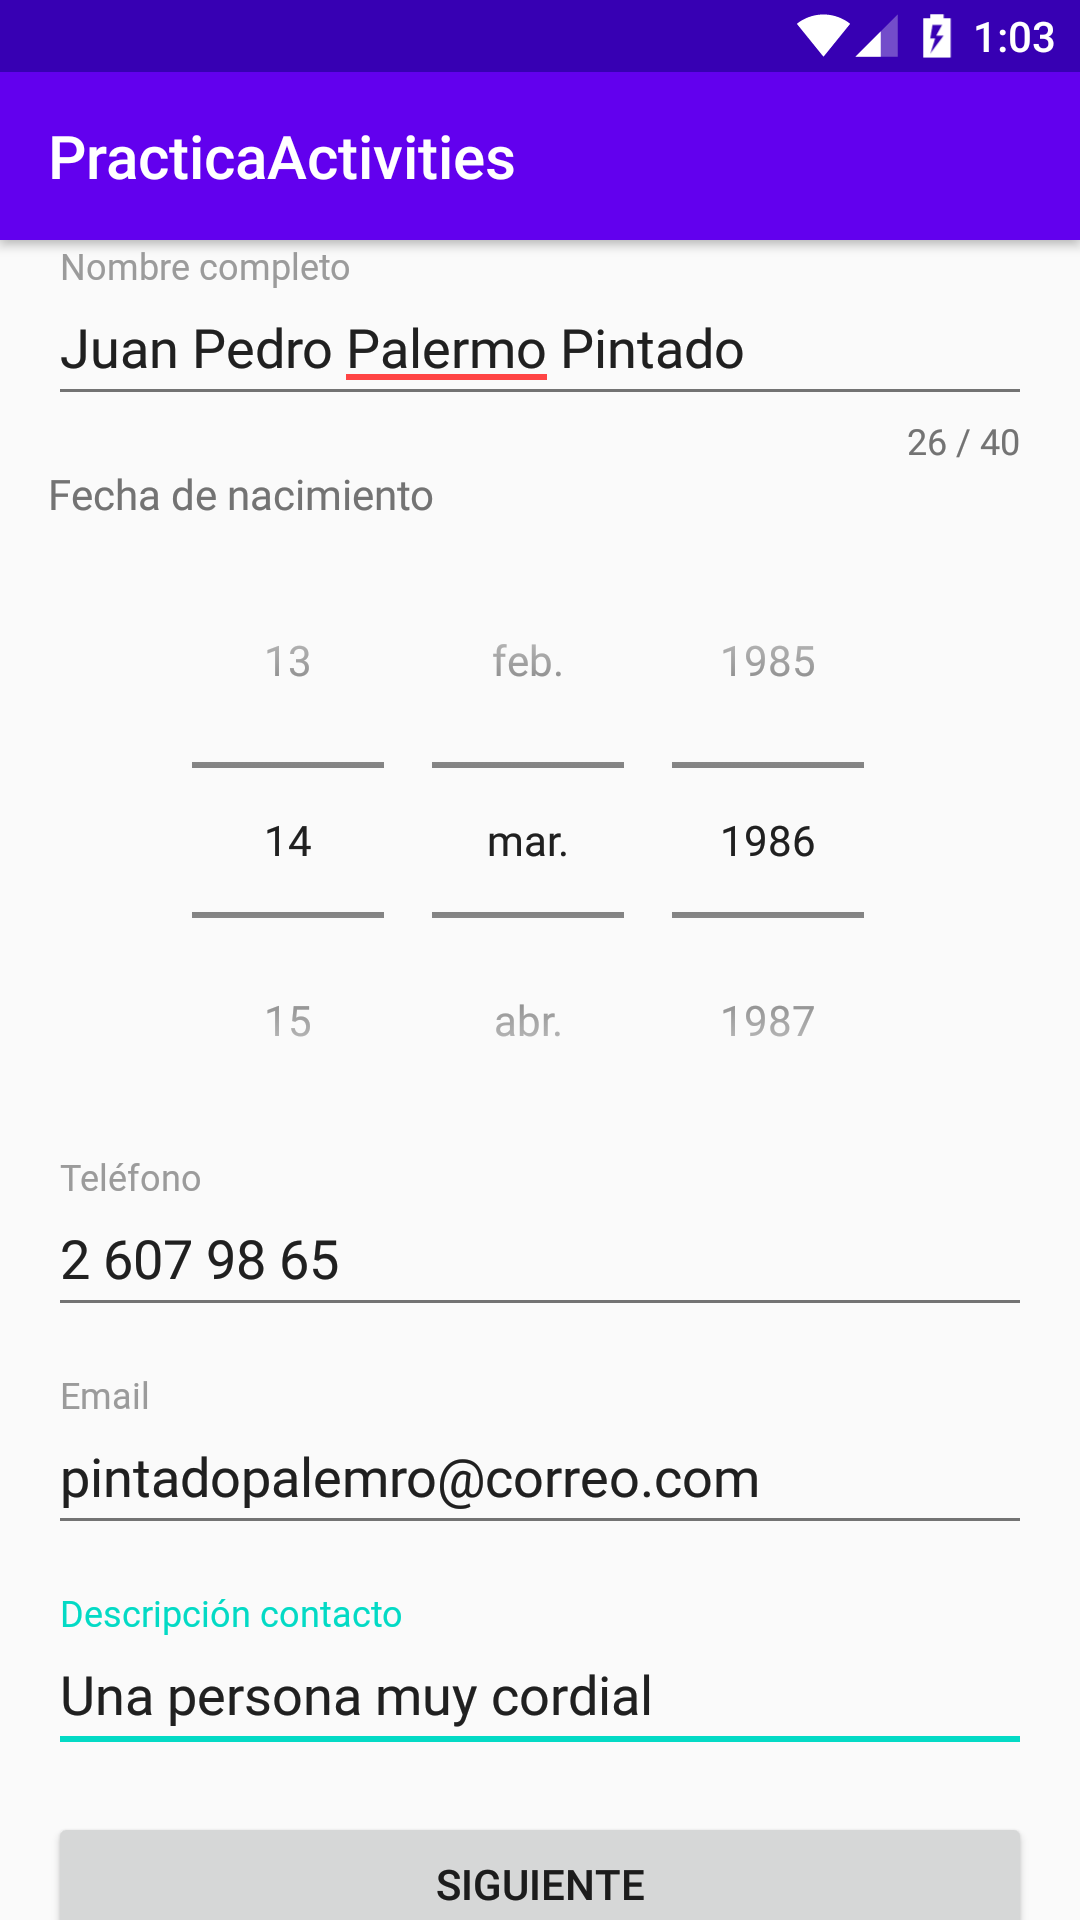 1:03
PracticaActivities
Nombre completo
Juan Pedro Palermo Pintado
26 / 40
Fecha de nacimiento
13 feb. 1985
14 mar. 1986
15 abr. 1987
Teléfono
2 607 98 65
Email
pintadopalemro@correo.com
Descripción contacto
Una persona muy cordial
SIGUIENTE